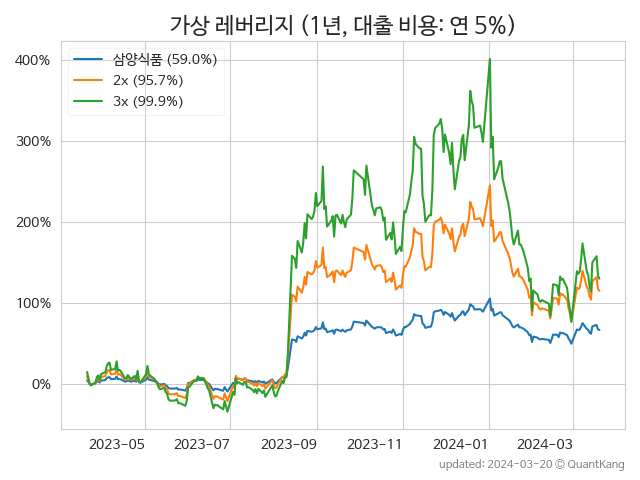 가상 레버리지 (1년, 대출 비용: 연 5%)
400%
300%
200%
100%
0%
삼양식품 (59.0%)
2x (95.7%)
3x (99.9%)
2023-05 2023-07 2023-09 2023-11 2024-01 2024-03
updated: 2024-03-20 © QuantKang